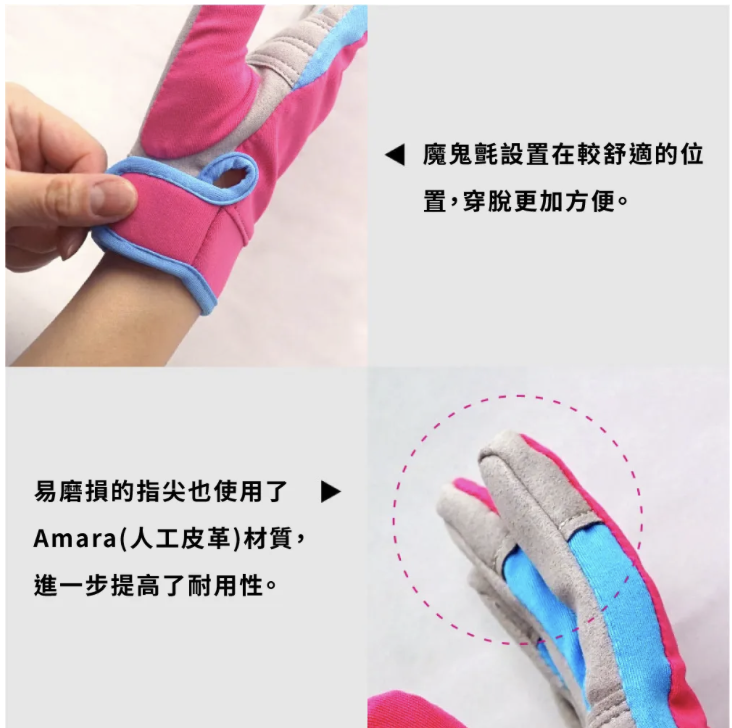 ◀ 魔鬼氈設置在較舒適的位
置，穿脫更加方便。
易磨損的指尖也使用了 ▶
Amara(人工皮革)材質，
進一步提高了耐用性。